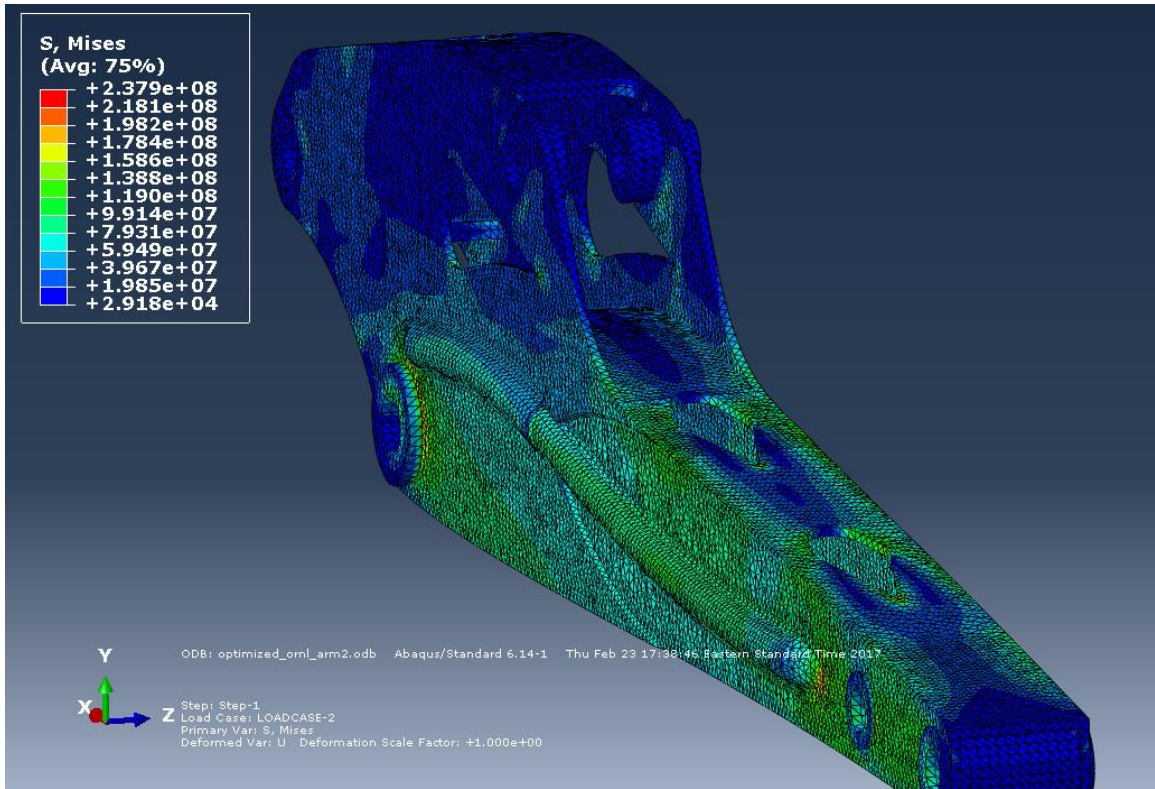 S, Mises
(Avg: 75%)
+2.379e+08
+2.181e+08
+1.982e+08
+1.784e+08
+1.586e+08
+1.388e+08
+1.190e+08
+9.914e+07
+7.931e+07
+5.949e+07
+3.967e+07
+1.985e+07
+2.918e+04
Y
X
Z
ODB: optimized_ornl_arm2.odb Abaqus/Standard 6.14-1 Thu Feb 23 17:38:46 Eastern Standard Time 2017
Step: Step-1
Load Case: LOADCASE-2
Primary Var: S, Mises
Deformed Var: U Deformation Scale Factor: +1.000e+00